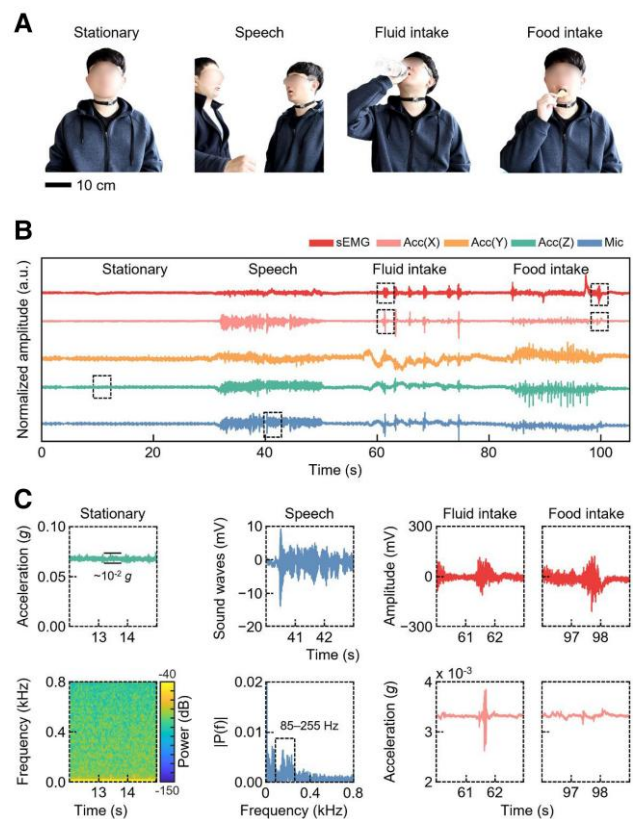 A
Stationary
Speech
Fluid intake
Food intake
10 cm
B
sEMG
Acc(X)
Acc(Y)
Acc(Z)
Mic
Stationary
Speech
Fluid intake
Food intake
Normalized amplitude (a.u.)
0
20
40
60
80
100
Time (s)
C
Stationary
Speech
Fluid intake
Food intake
Acceleration (g)
0.10
0.05
0.00
~10⁻² g
13
14
Sound waves (mV)
10
0
−10
−20
41
42
Time (s)
Amplitude (mV)
300
0
−300
61
62
97
98
Frequency (kHz)
0.8
0.4
0
13
14
Time (s)
-40
Power (dB)
-150
|P(f)|
0.02
0.01
0.00
85–255 Hz
0
0.4
0.8
Frequency (kHz)
x 10⁻³
Acceleration (g)
4
3
2
61
62
97
98
Time (s)